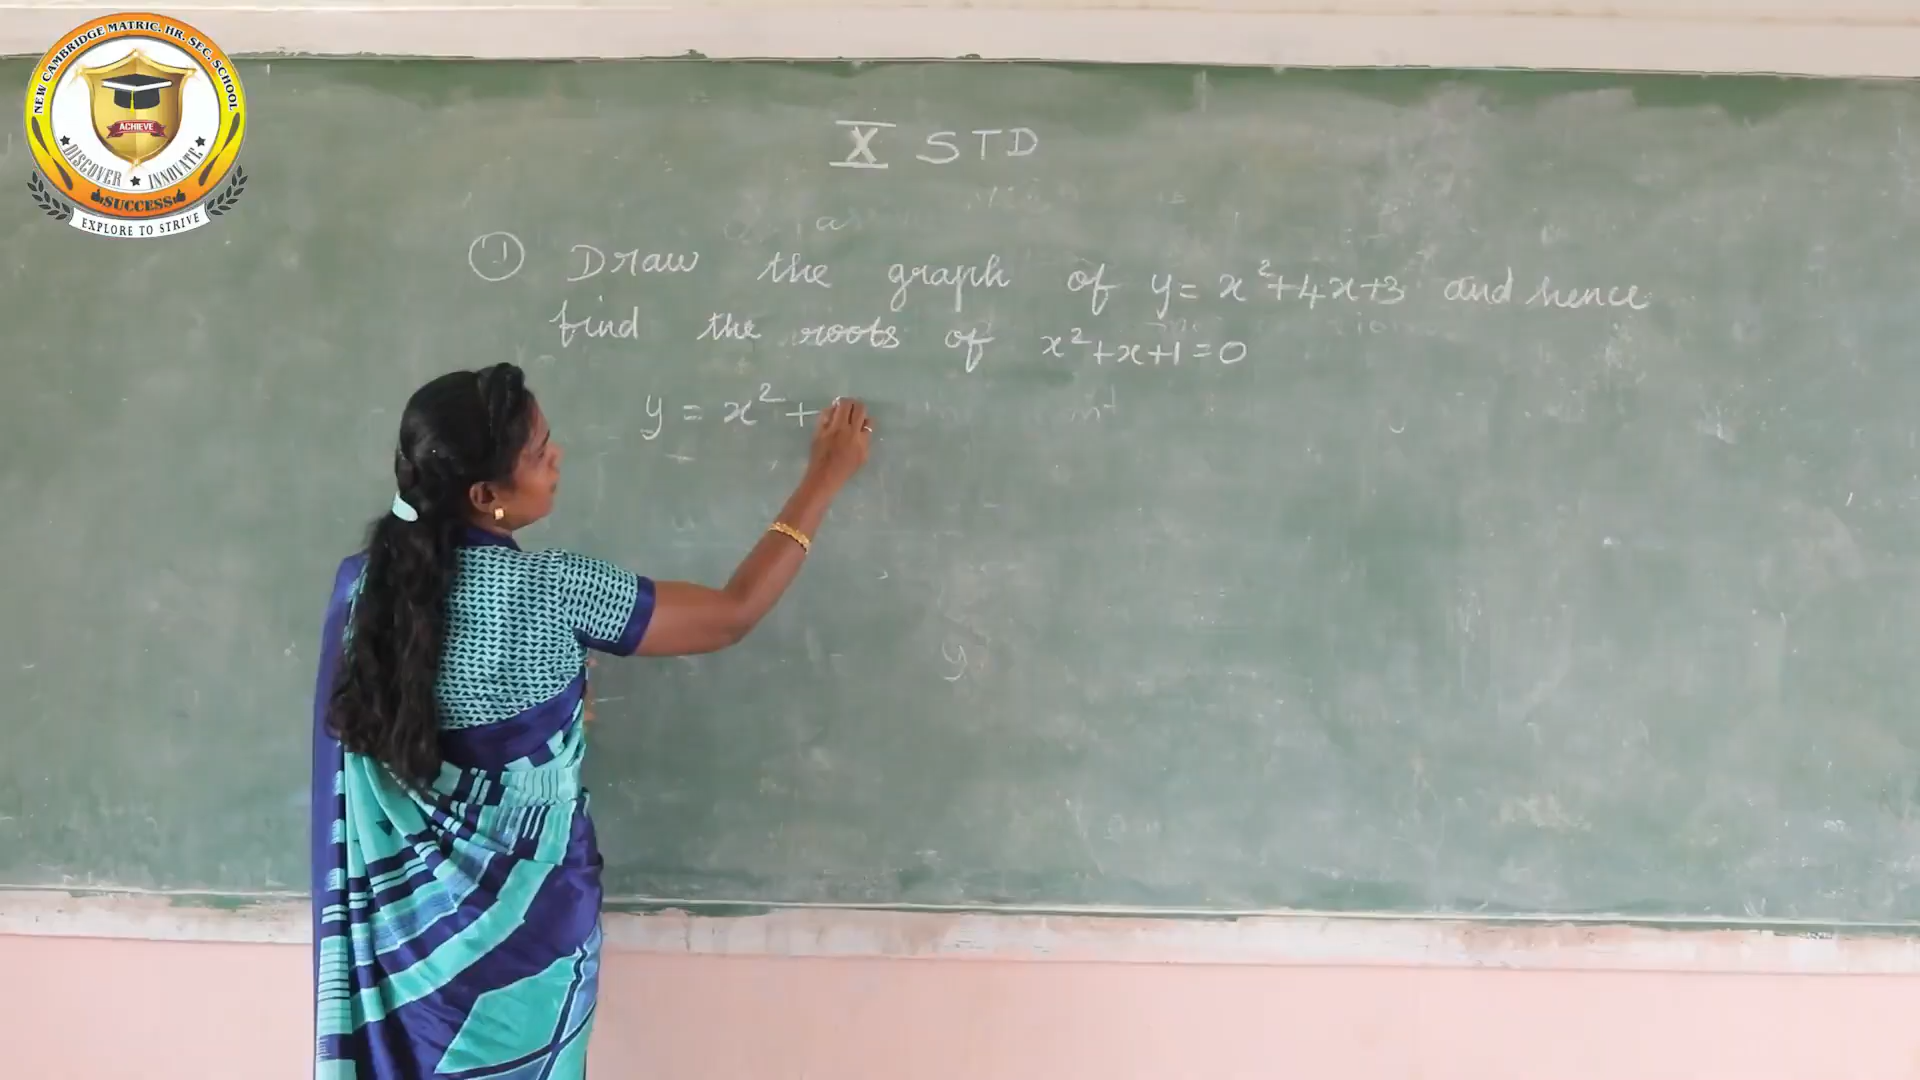 NEW CAMBRIDGE MATRIC. HR. SEC. SCHOOL
ACHIEVE
DISCOVER ★ INNOVATE
SUCCESS
EXPLORE TO STRIVE
X STD
1) Draw the graph of y = x²+4x+3 and hence
find the roots of x²+x+1=0
y = x² +
y